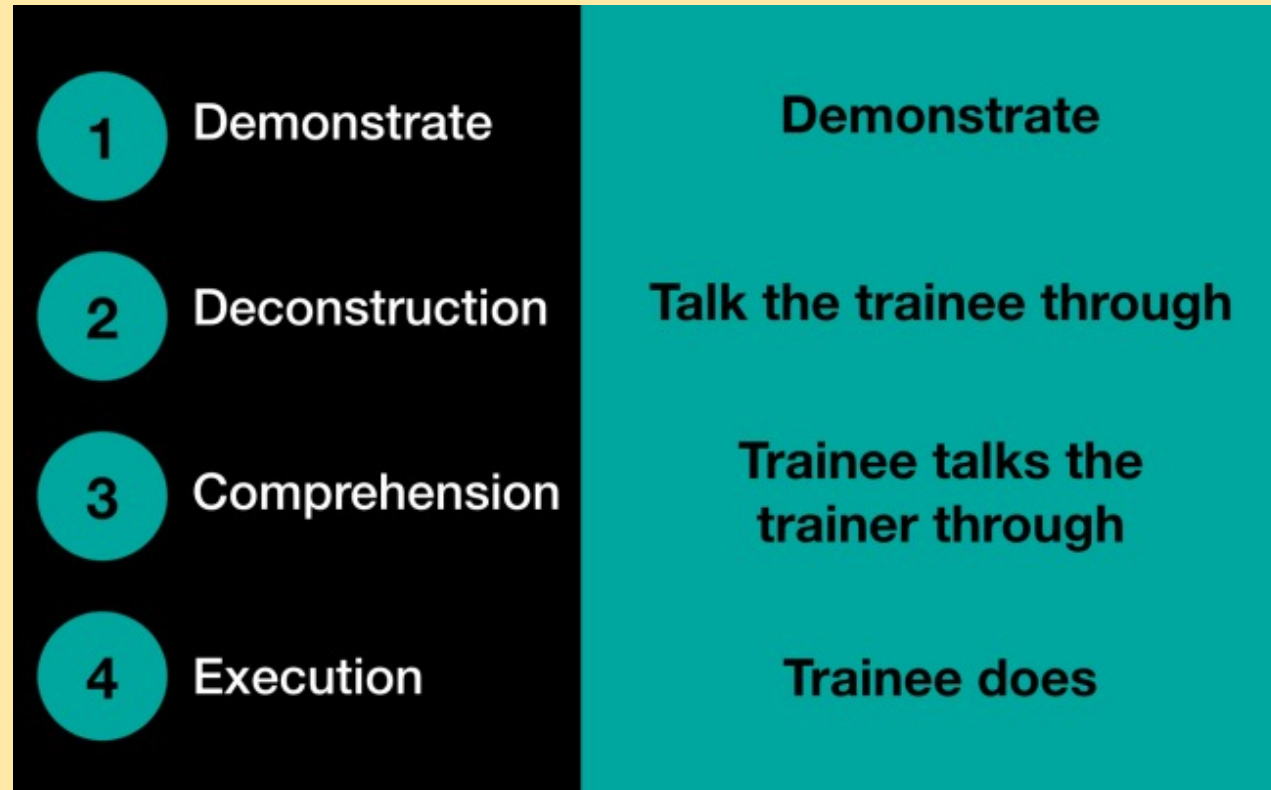 1 Demonstrate Demonstrate
2 Deconstruction Talk the trainee through
3 Comprehension Trainee talks the
trainer through
4 Execution Trainee does